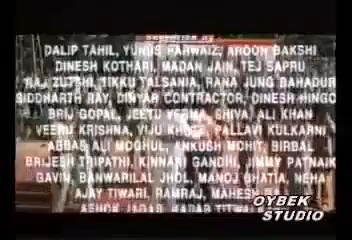 DALIP TAHIL, YUNUS PARWAIZ, AROON BAKSHI
DINESH KOTHARI, MADAN JAIN, TEJ SAPRU
RAJ ZUTSHI, TIKKU TALSANIA, RANA JUNG BAHADUR
SIDDHARTH RAY, DINYAR CONTRACTOR, DINESH HINGO
BRIJ GOPAL, JEETU VERMA, SHIVA, ALI KHAN
VEERU KRISHNA, VIJU KHOTE, PALLAVI KULKARNI
ABBAS ALI MOGHUL, ANKUSH MOHIT, BIRBAL
BRIJESH TRIPATHI, KINNARI GANDHI, JIMMY PATNAIK
GAVIN, BANWARILAL JHOL, MANOJ BHATIA, NEHA
AJAY TIWARI, RAMRAJ, MAHESH RAJ
OYBEK
STUDIO